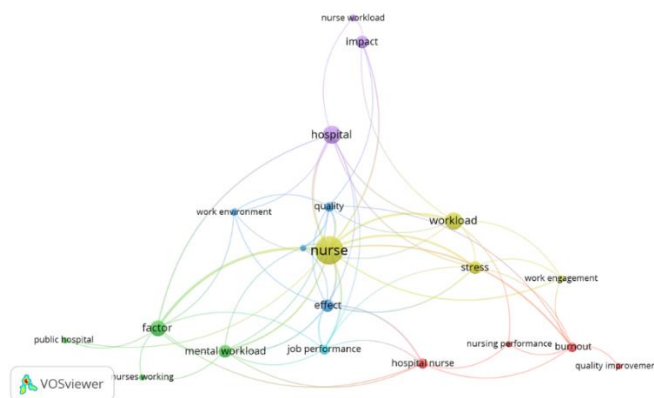 nurse workload
impact
hospital
work environment
quality
workload
nurse
stress
work engagement
effect
factor
public hospital
mental workload
job performance
nursing performance
burnout
hospital nurse
quality improveme
nurses working
VOSviewer